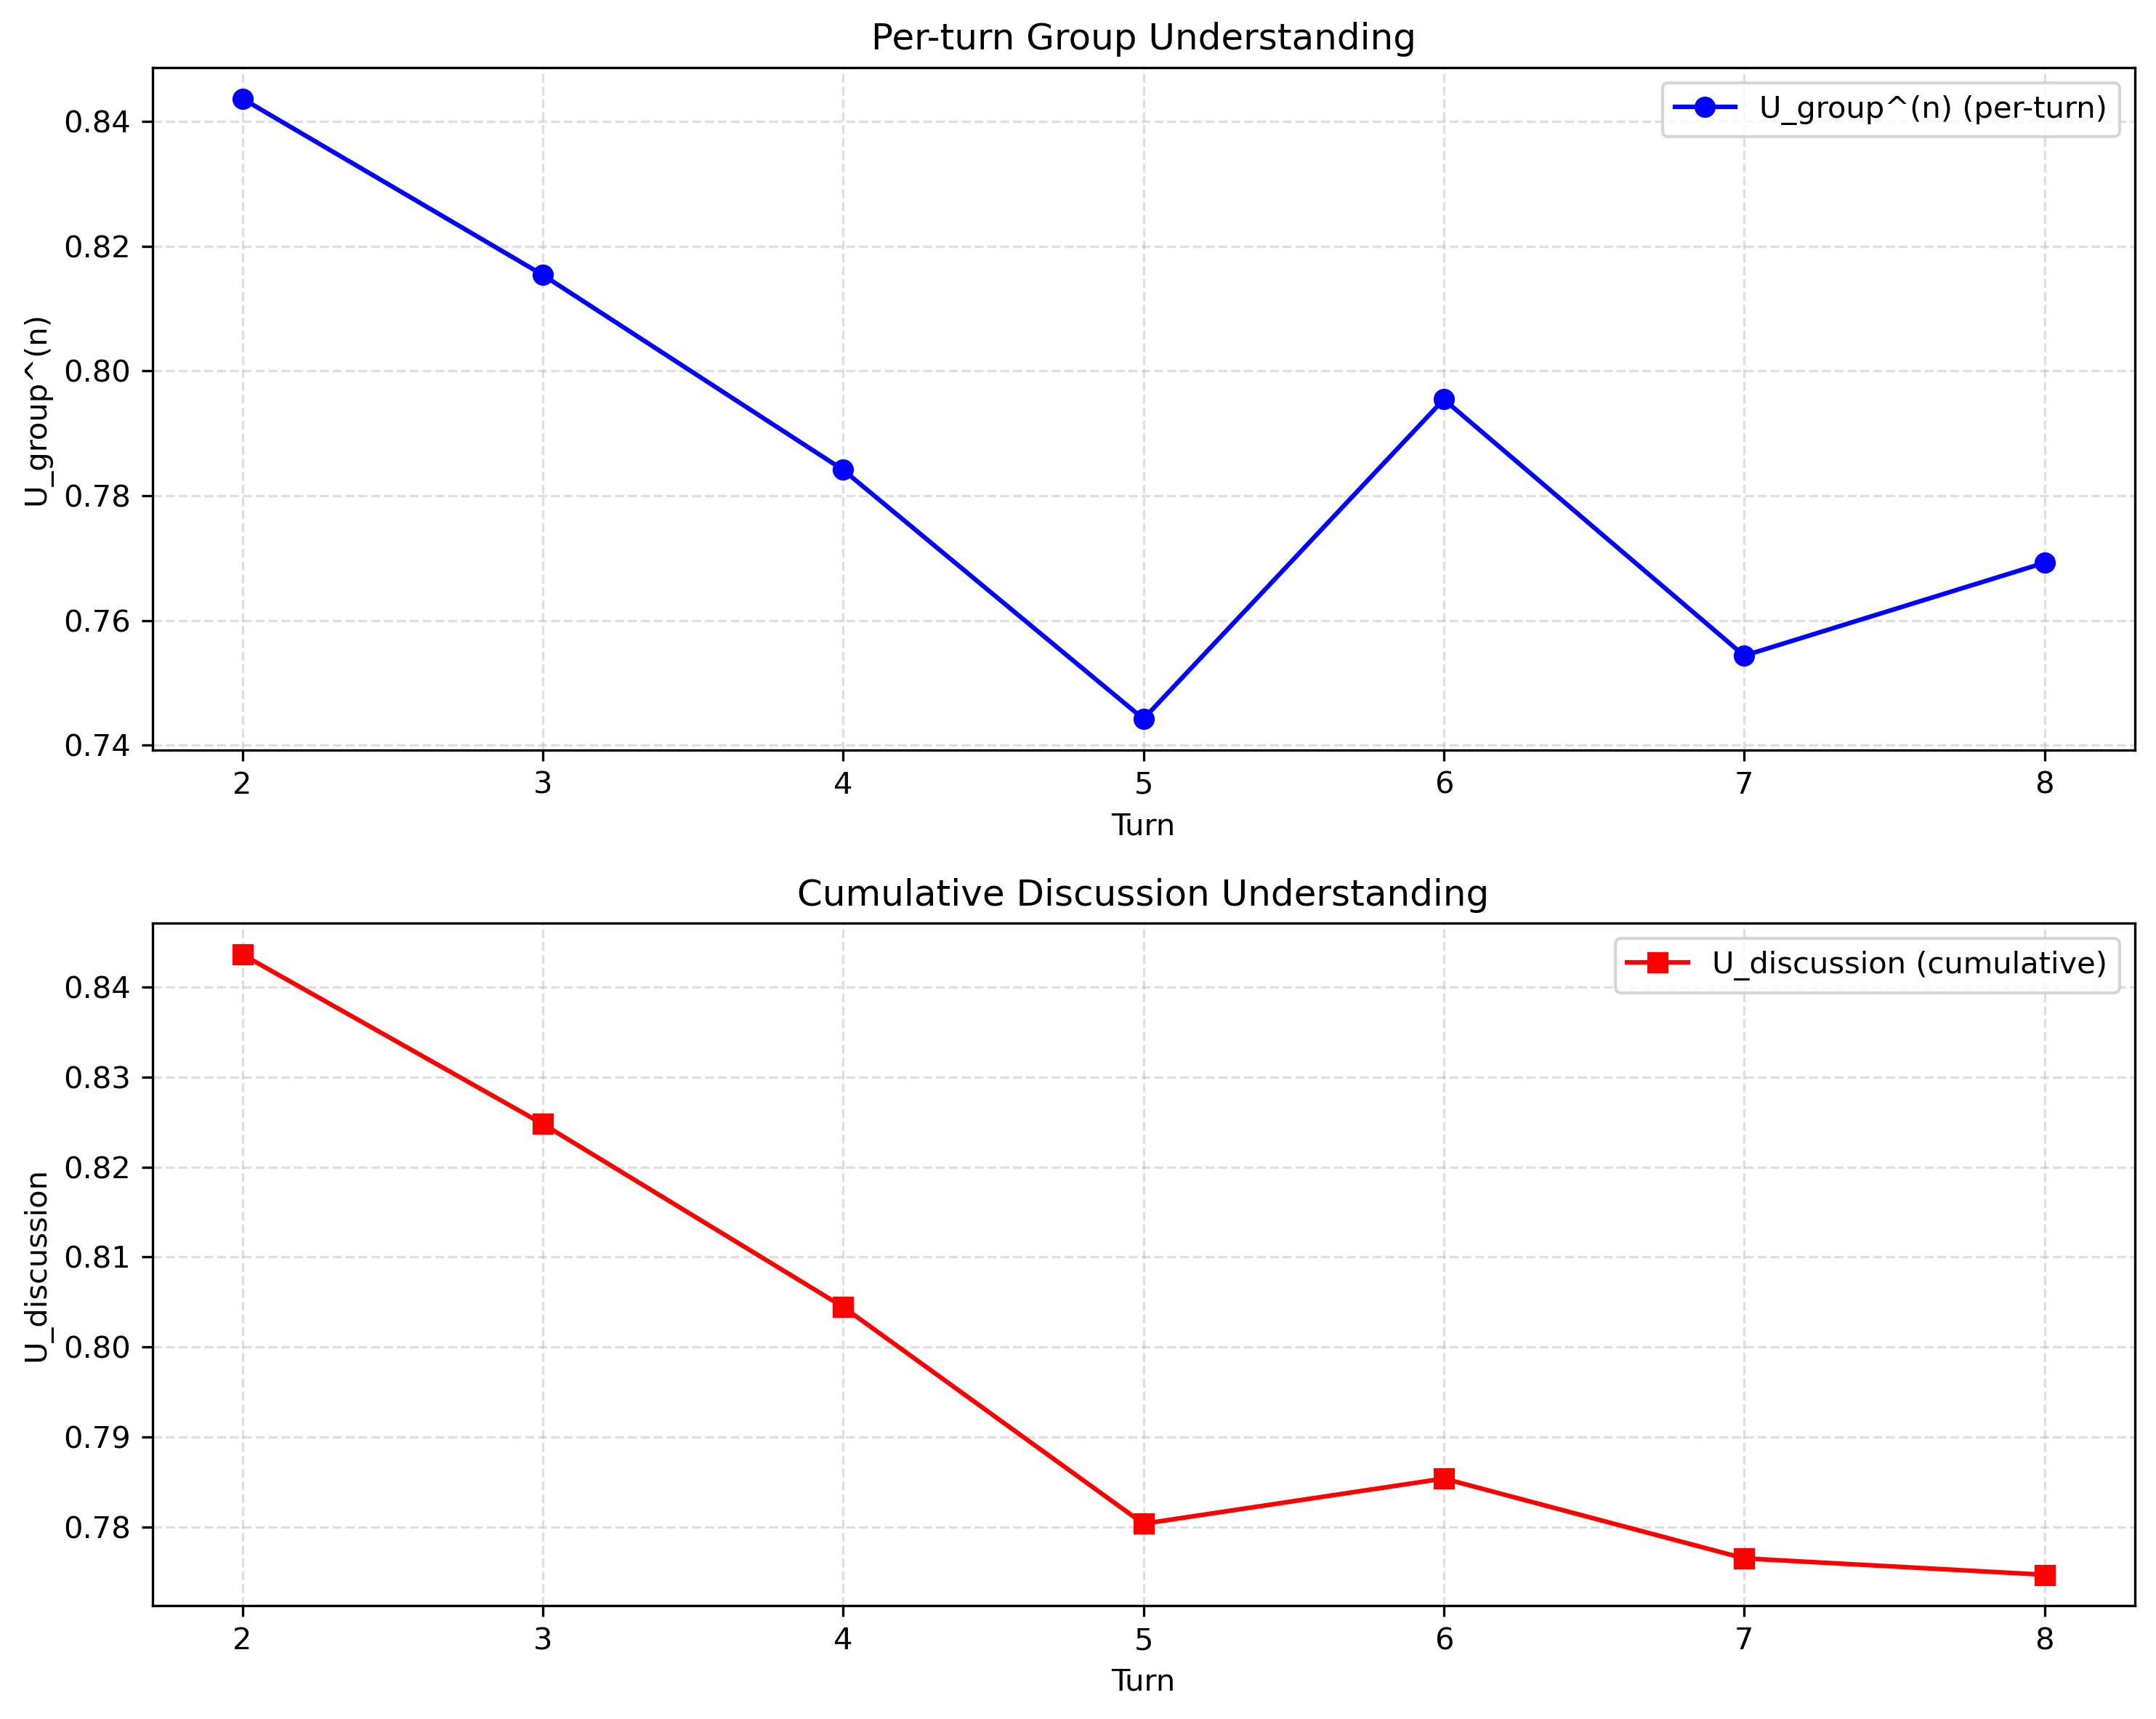 Per-turn Group Understanding
U_group^(n) (per-turn)
U_group^(n)
0.84
0.82
0.80
0.78
0.76
0.74
2 3 4 5 6 7 8
Turn
Cumulative Discussion Understanding
U_discussion (cumulative)
U_discussion
0.84
0.83
0.82
0.81
0.80
0.79
0.78
2 3 4 5 6 7 8
Turn